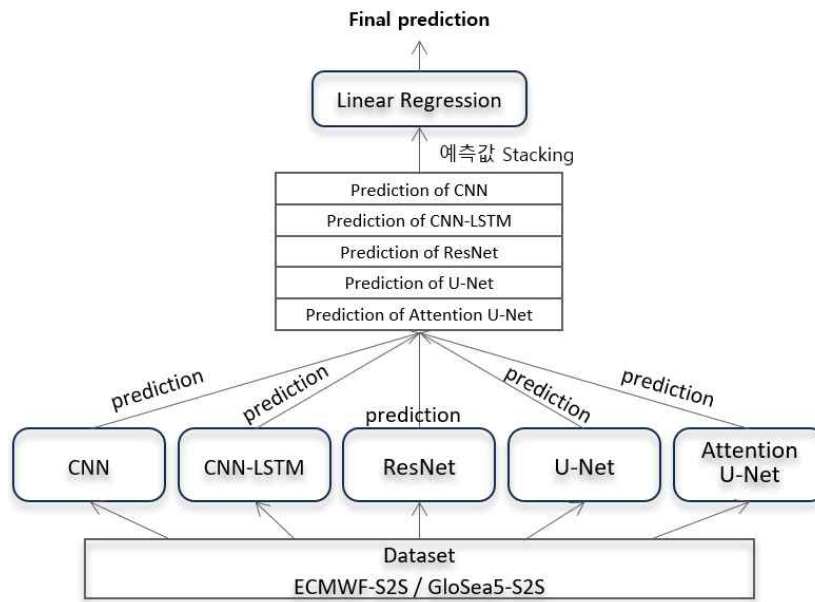 Final prediction
Linear Regression
예측값 Stacking
Prediction of CNN
Prediction of CNN-LSTM
Prediction of ResNet
Prediction of U-Net
Prediction of Attention U-Net
prediction
prediction
prediction
prediction
prediction
CNN
CNN-LSTM
ResNet
U-Net
Attention
U-Net
Dataset
ECMWF-S2S / GloSea5-S2S